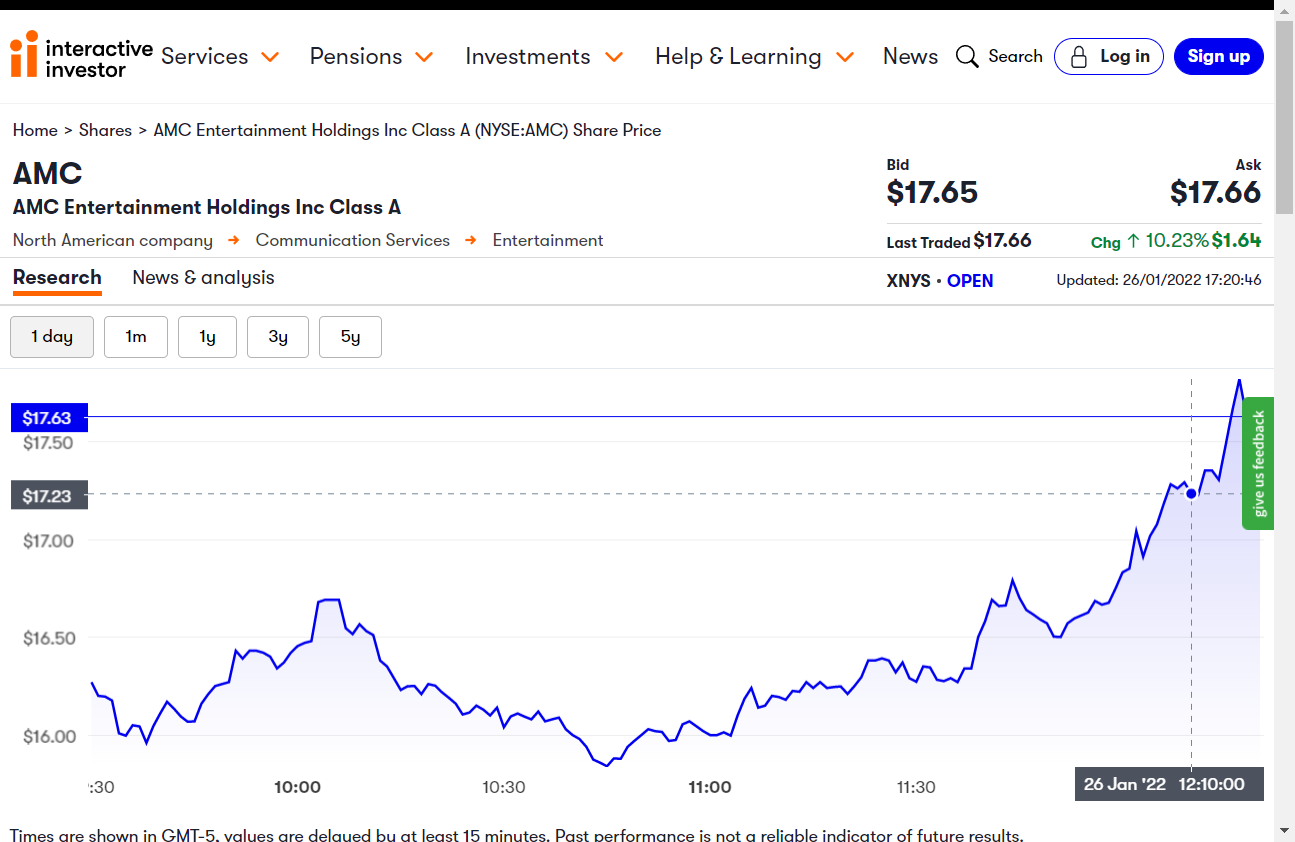 interactive investor
Services Pensions Investments Help & Learning News Search Log in Sign up
Home > Shares > AMC Entertainment Holdings Inc Class A (NYSE:AMC) Share Price
AMC
AMC Entertainment Holdings Inc Class A
North American company → Communication Services → Entertainment
Bid Ask
$17.65 $17.66
Last Traded $17.66 Chg ↑ 10.23% $1.64
Research News & analysis
XNYS • OPEN Updated: 26/01/2022 17:20:46
1 day 1m 1y 3y 5y
$17.63
$17.50
$17.23
$17.00
$16.50
$16.00
give us feedback
:30 10:00 10:30 11:00 11:30 26 Jan '22 12:10:00
Times are shown in GMT-5, values are delayed by at least 15 minutes. Past performance is not a reliable indicator of future results.